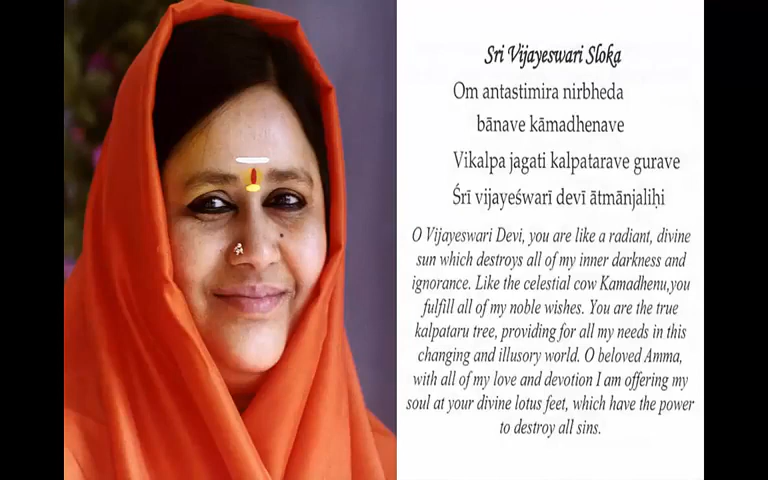 Sri Vijayeswari Sloka
Om antastimira nirbheda
bānave kāmadhenave
Vikalpa jagati kalpatarave gurave
Śrī vijayeśwarī devī ātmānjaliḥi
O Vijayeswari Devi, you are like a radiant, divine
sun which destroys all of my inner darkness and
ignorance. Like the celestial cow Kamadhenu,you
fulfill all of my noble wishes. You are the true
kalpataru tree, providing for all my needs in this
changing and illusory world. O beloved Amma,
with all of my love and devotion I am offering my
soul at your divine lotus feet, which have the power
to destroy all sins.